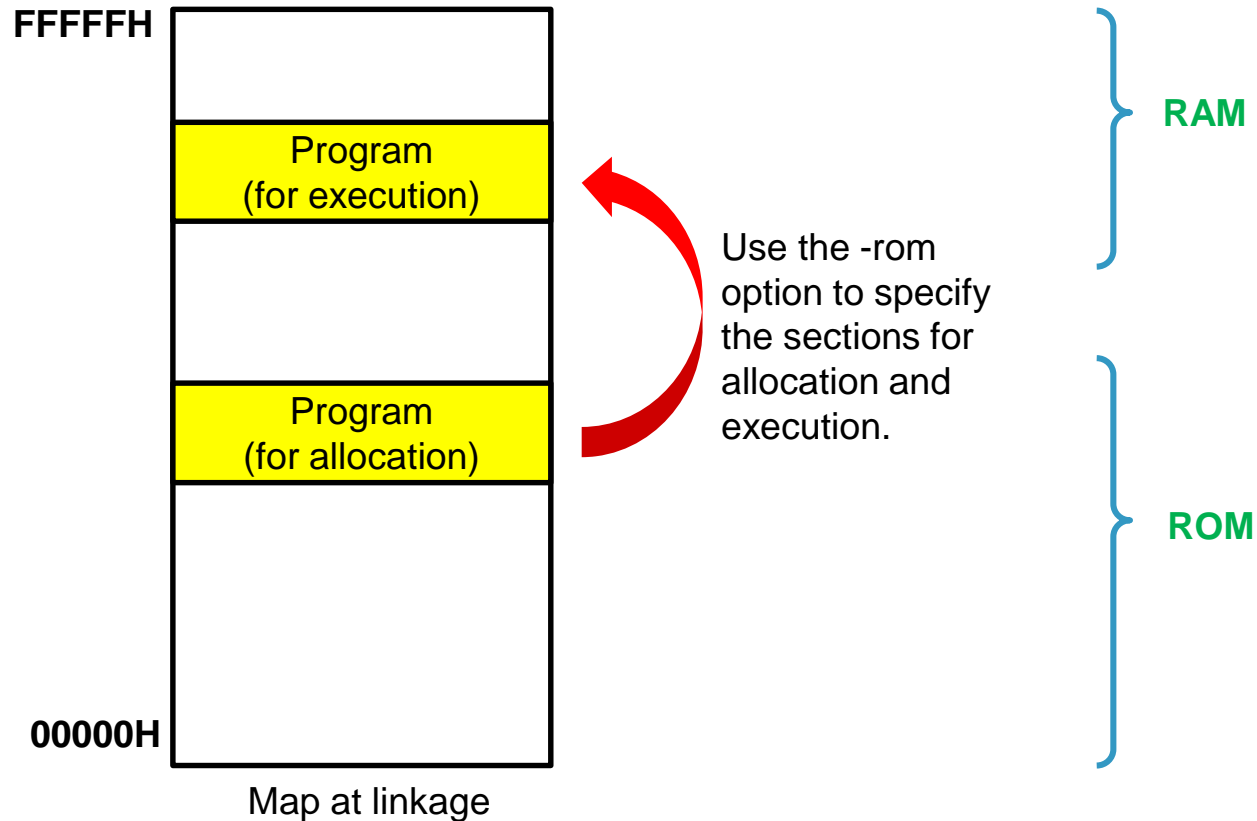 FFFFFH
RAM
Program
(for execution)
Use the -rom
option to specify
the sections for
allocation and
execution.
Program
(for allocation)
ROM
00000H
Map at linkage